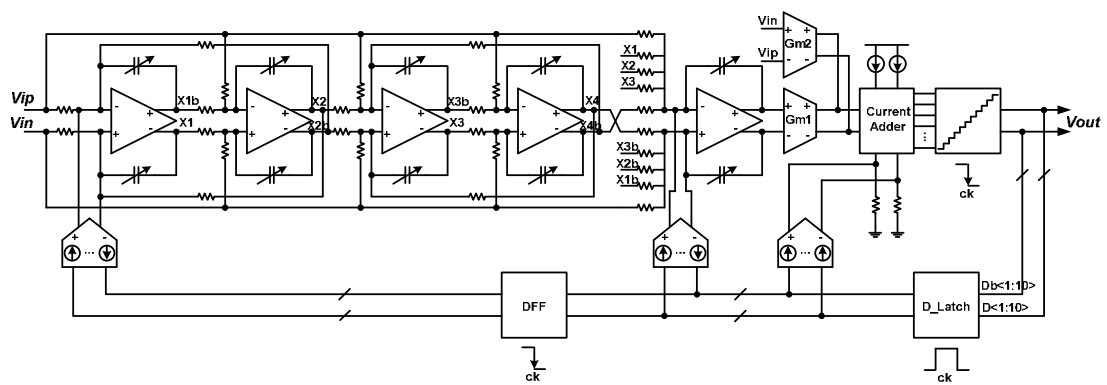 Vin
Vip
Gm2
X1
X2
X3
Vip
Vin
X1b
X1
X2
X2b
X3b
X3
X4
X4b
X3b
X2b
X1b
Gm1
Current
Adder
Vout
ck
+ - + - + -
... ... ...
DFF
D_Latch
Db<1:10>
D<1:10>
ck
ck